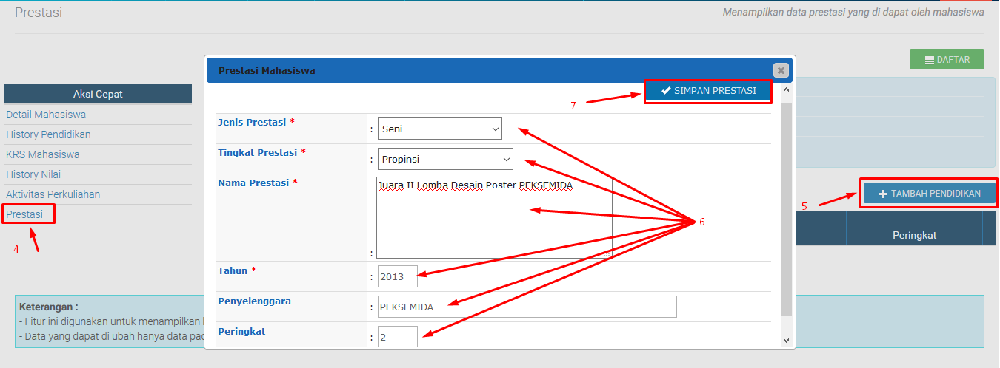 Prestasi
Menampilkan data prestasi yang di dapat oleh mahasiswa
DAFTAR
Aksi Cepat
Detail Mahasiswa
History Pendidikan
KRS Mahasiswa
History Nilai
Aktivitas Perkuliahan
Prestasi
4
Prestasi Mahasiswa
SIMPAN PRESTASI
7
Jenis Prestasi * : Seni
Tingkat Prestasi * : Propinsi
Nama Prestasi * : Juara II Lomba Desain Poster PEKSEMIDA
Tahun * : 2013
Penyelenggara : PEKSEMIDA
Peringkat : 2
6
5
TAMBAH PENDIDIKAN
Peringkat
Keterangan :
- Fitur ini digunakan untuk menampilkan
- Data yang dapat di ubah hanya data